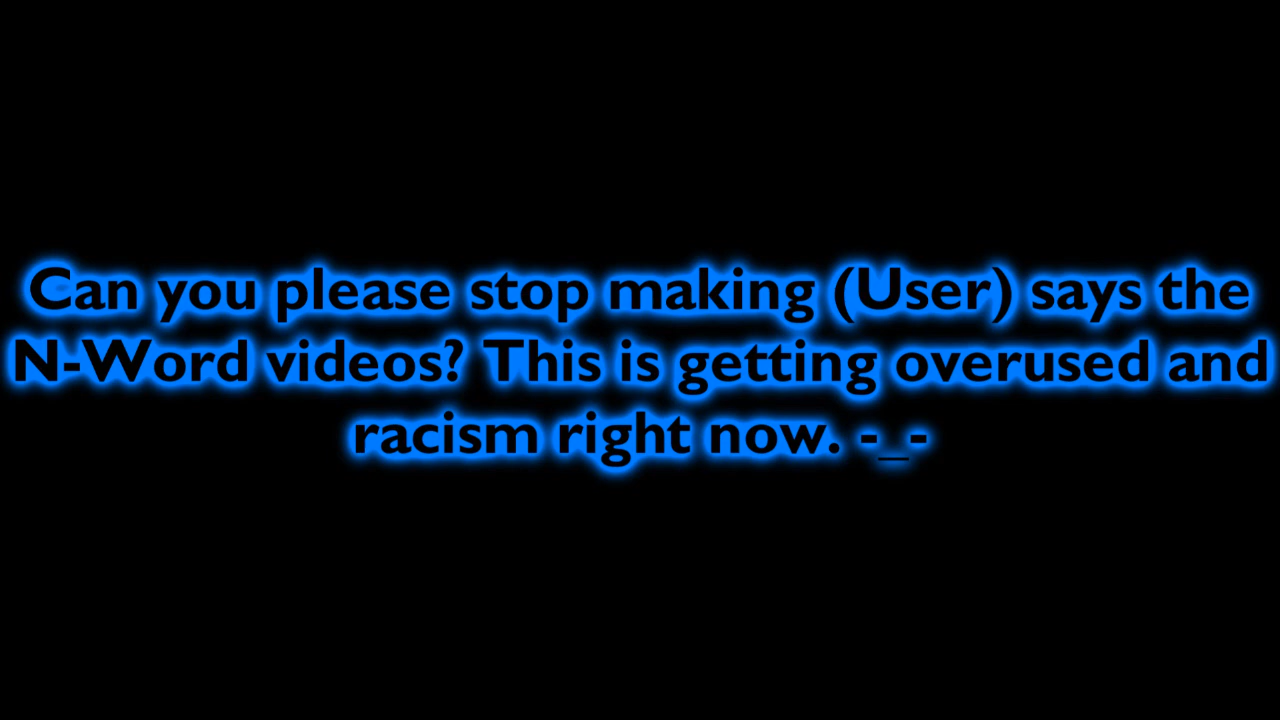 Can you please stop making (User) says the
N-Word videos? This is getting overused and
racism right now. -_-